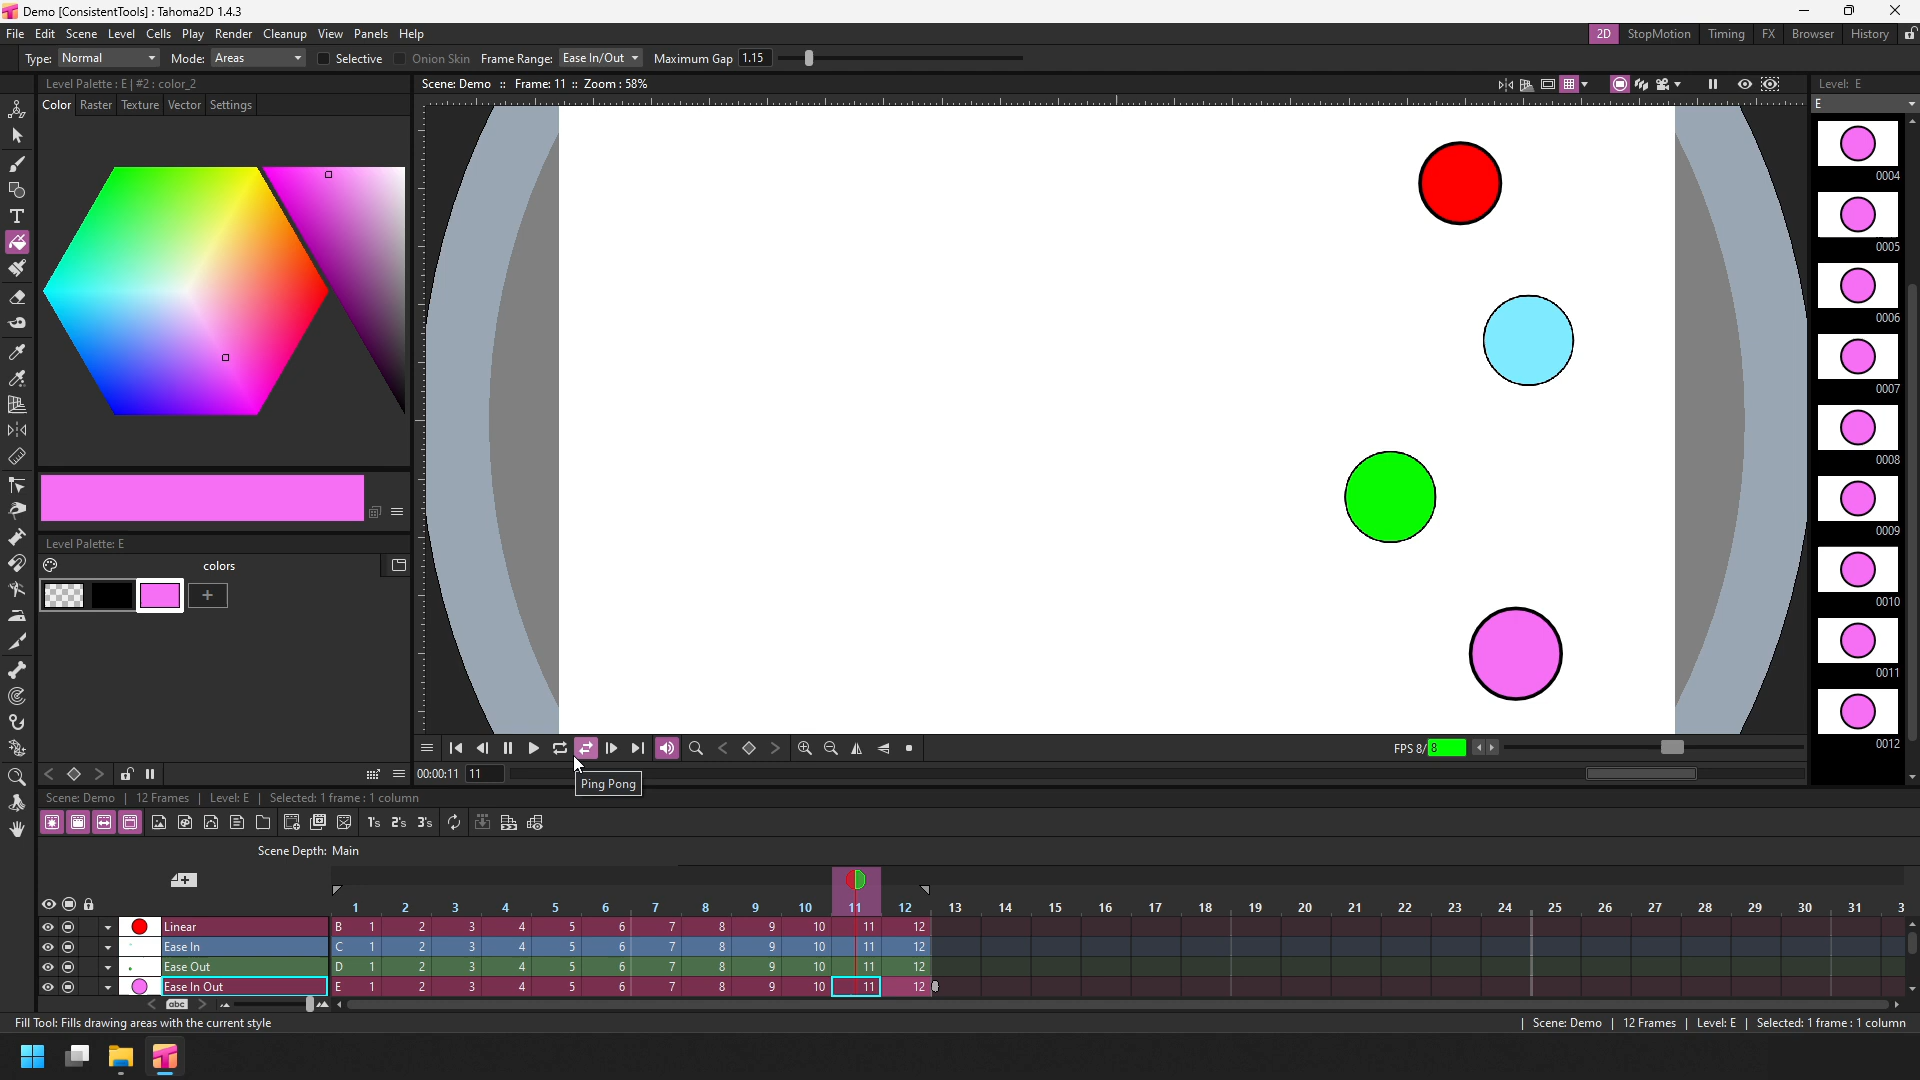 Demo [ConsistentTools] : Tahoma2D 1.4.3
File Edit Scene Level Cells Play Render Cleanup View Panels Help
2D StopMotion Timing FX Browser History
Type: Normal Mode: Areas Selective Onion Skin Frame Range: Ease In/Out Maximum Gap 1.15
Level Palette : E | #2 : color_2
Scene: Demo :: Frame: 11 :: Zoom : 58%
Level: E
Color Raster Texture Vector Settings
E
0004
0005
0006
0007
0008
0009
0010
0011
0012
Level Palette: E
colors
+
FPS 8/ 8
00:00:11 11
Ping Pong
Scene: Demo | 12 Frames | Level: E | Selected: 1 frame : 1 column
1's 2's 3's
Scene Depth: Main
1 2 3 4 5 6 7 8 9 10 11 12 13 14 15 16 17 18 19 20 21 22 23 24 25 26 27 28 29 30 31 3
Linear B 1 2 3 4 5 6 7 8 9 10 11 12
Ease In C 1 2 3 4 5 6 7 8 9 10 11 12
Ease Out D 1 2 3 4 5 6 7 8 9 10 11 12
Ease In Out E 1 2 3 4 5 6 7 8 9 10 11 12
abc
Fill Tool: Fills drawing areas with the current style
| Scene: Demo | 12 Frames | Level: E | Selected: 1 frame : 1 column